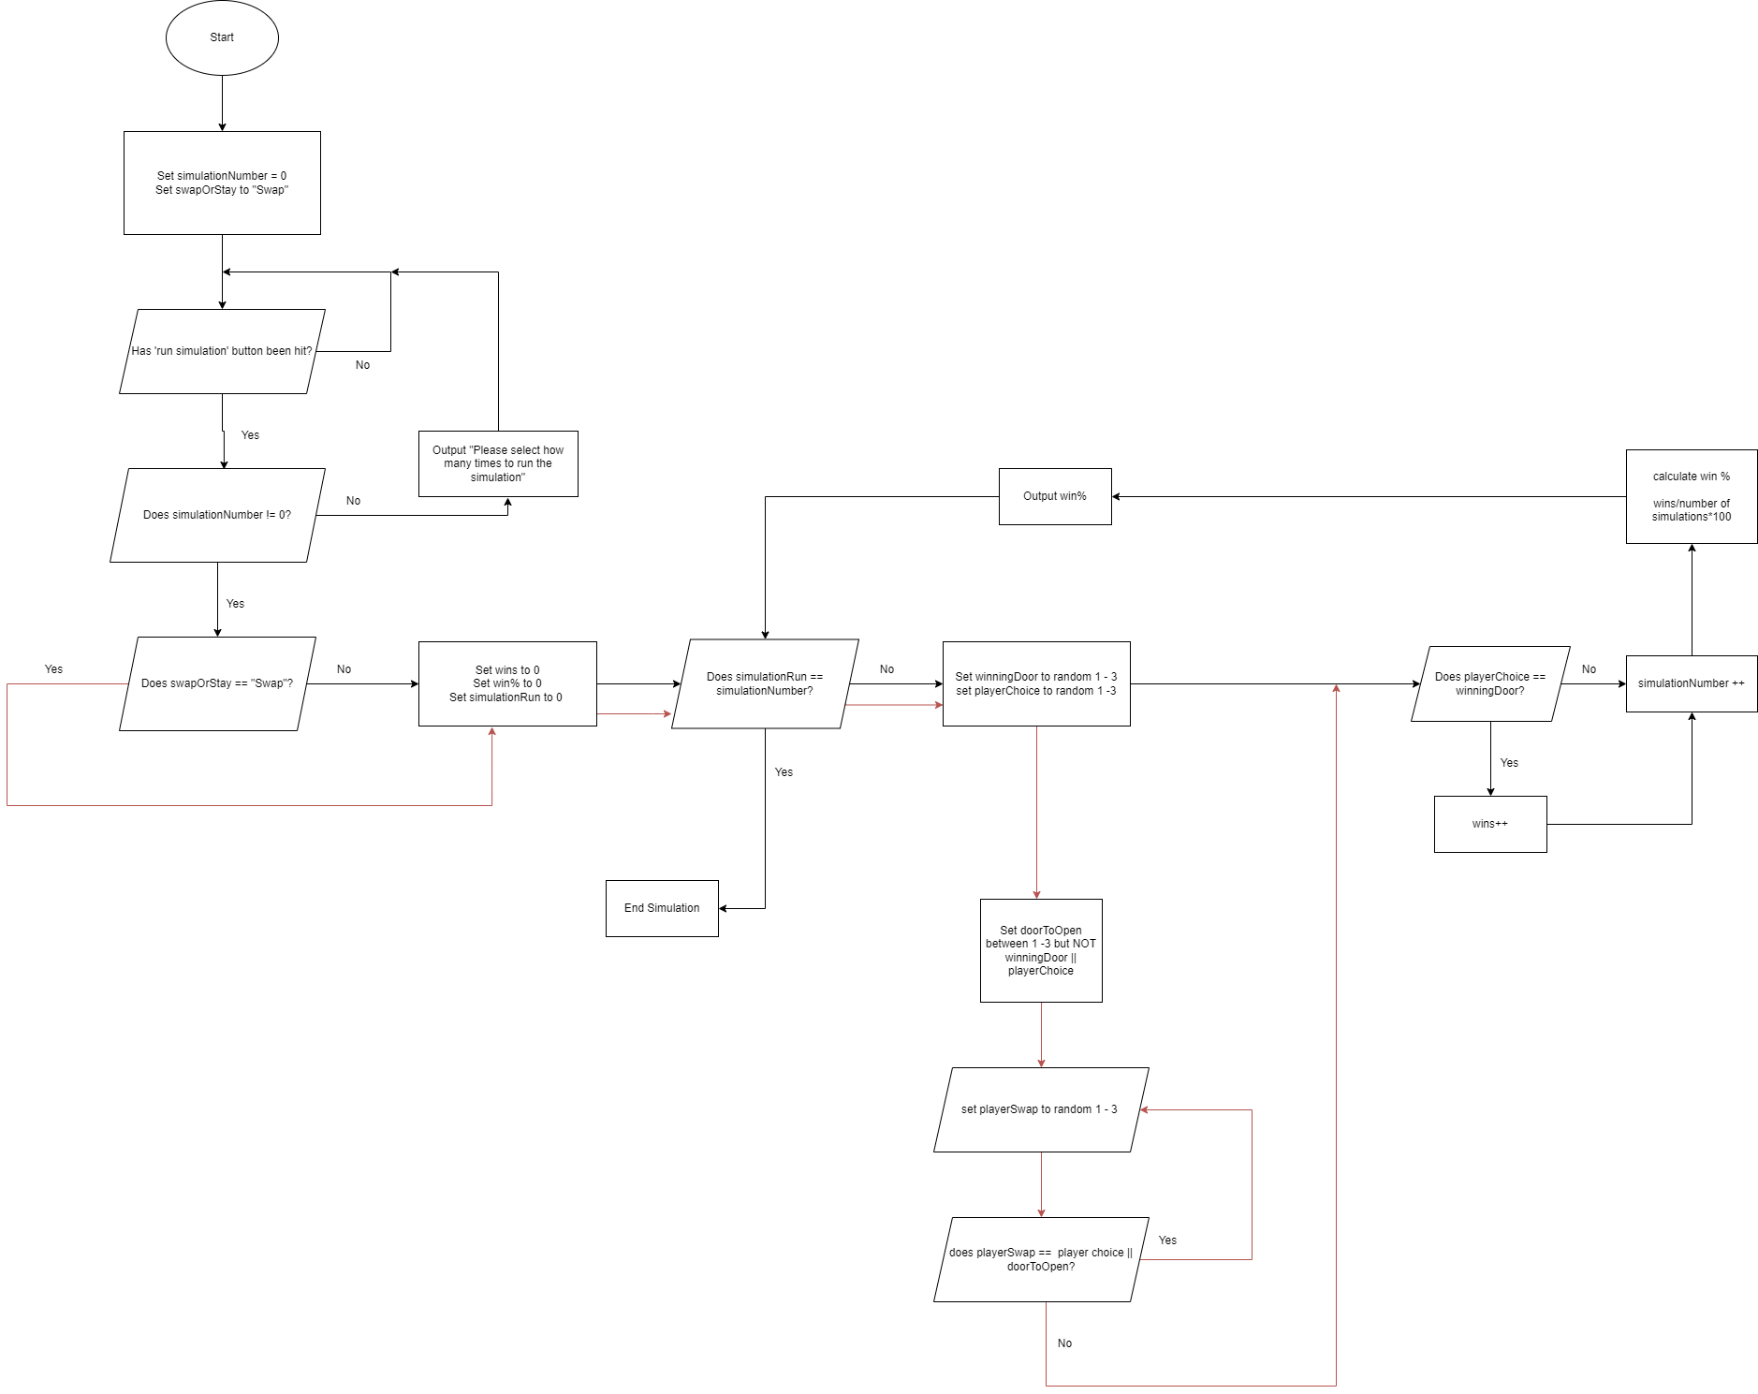 Start
Set simulationNumber = 0
Set swapOrStay to "Swap"
Has 'run simulation' button been hit?
No
Yes
Output "Please select how
many times to run the
simulation"
Does simulationNumber != 0?
No
Yes
Does swapOrStay == "Swap"?
Yes
No
Set wins to 0
Set win% to 0
Set simulationRun to 0
Does simulationRun ==
simulationNumber?
No
Yes
End Simulation
Set winningDoor to random 1 - 3
set playerChoice to random 1 -3
Does playerChoice ==
winningDoor?
No
Yes
wins++
simulationNumber ++
calculate win %
wins/number of
simulations*100
Output win%
Set doorToOpen
between 1 -3 but NOT
winningDoor ||
playerChoice
set playerSwap to random 1 - 3
does playerSwap ==  player choice ||
doorToOpen?
Yes
No